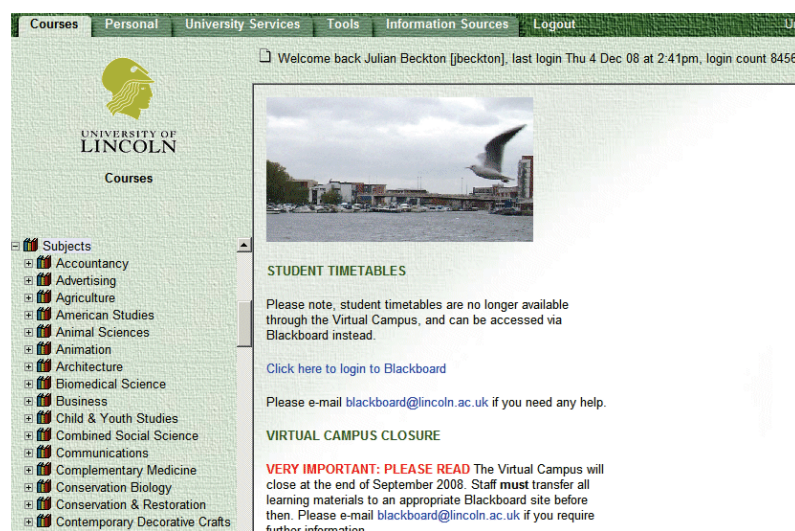 Courses Personal University Services Tools Information Sources Logout
Welcome back Julian Beckton [jbeckton], last login Thu 4 Dec 08 at 2:41pm, login count 8456
UNIVERSITY OF
LINCOLN
Courses
Subjects
Accountancy
Advertising
Agriculture
American Studies
Animal Sciences
Animation
Architecture
Biomedical Science
Business
Child & Youth Studies
Combined Social Science
Communications
Complementary Medicine
Conservation Biology
Conservation & Restoration
Contemporary Decorative Crafts
STUDENT TIMETABLES
Please note, student timetables are no longer available
through the Virtual Campus, and can be accessed via
Blackboard instead.
Click here to login to Blackboard
Please e-mail blackboard@lincoln.ac.uk if you need any help.
VIRTUAL CAMPUS CLOSURE
VERY IMPORTANT: PLEASE READ The Virtual Campus will
close at the end of September 2008. Staff must transfer all
learning materials to an appropriate Blackboard site before
then. Please e-mail blackboard@lincoln.ac.uk if you require
further information